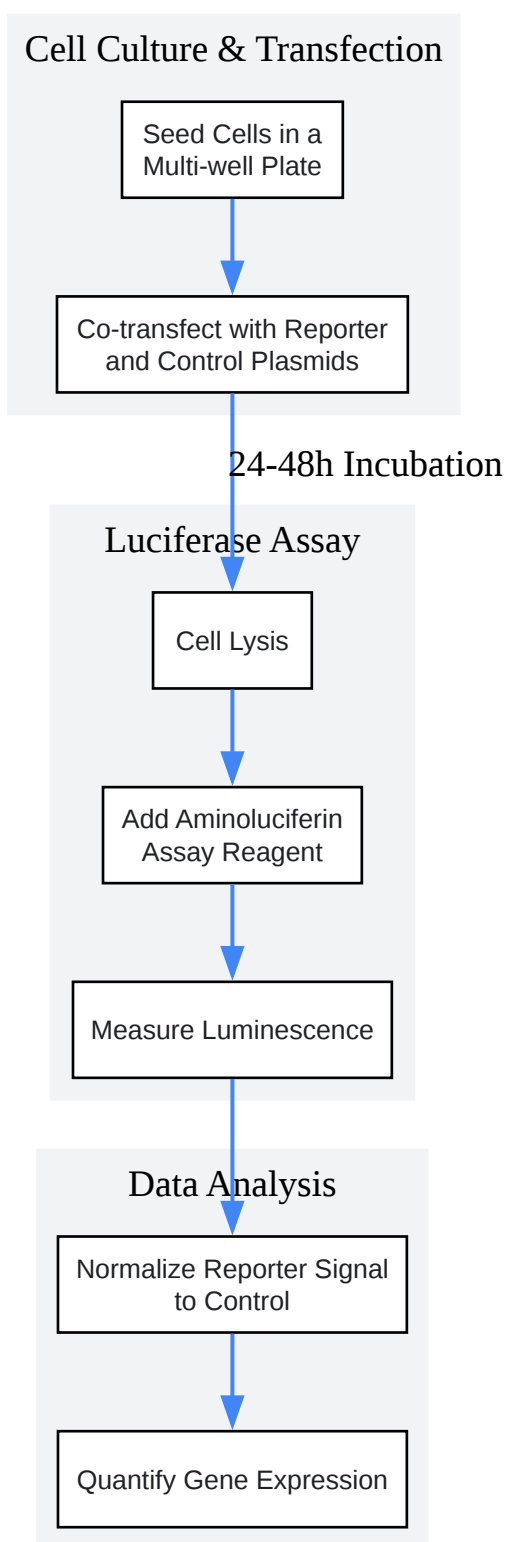 Cell Culture & Transfection
Seed Cells in a
Multi-well Plate
Co-transfect with Reporter
and Control Plasmids
24-48h Incubation
Luciferase Assay
Cell Lysis
Add Aminoluciferin
Assay Reagent
Measure Luminescence
Data Analysis
Normalize Reporter Signal
to Control
Quantify Gene Expression